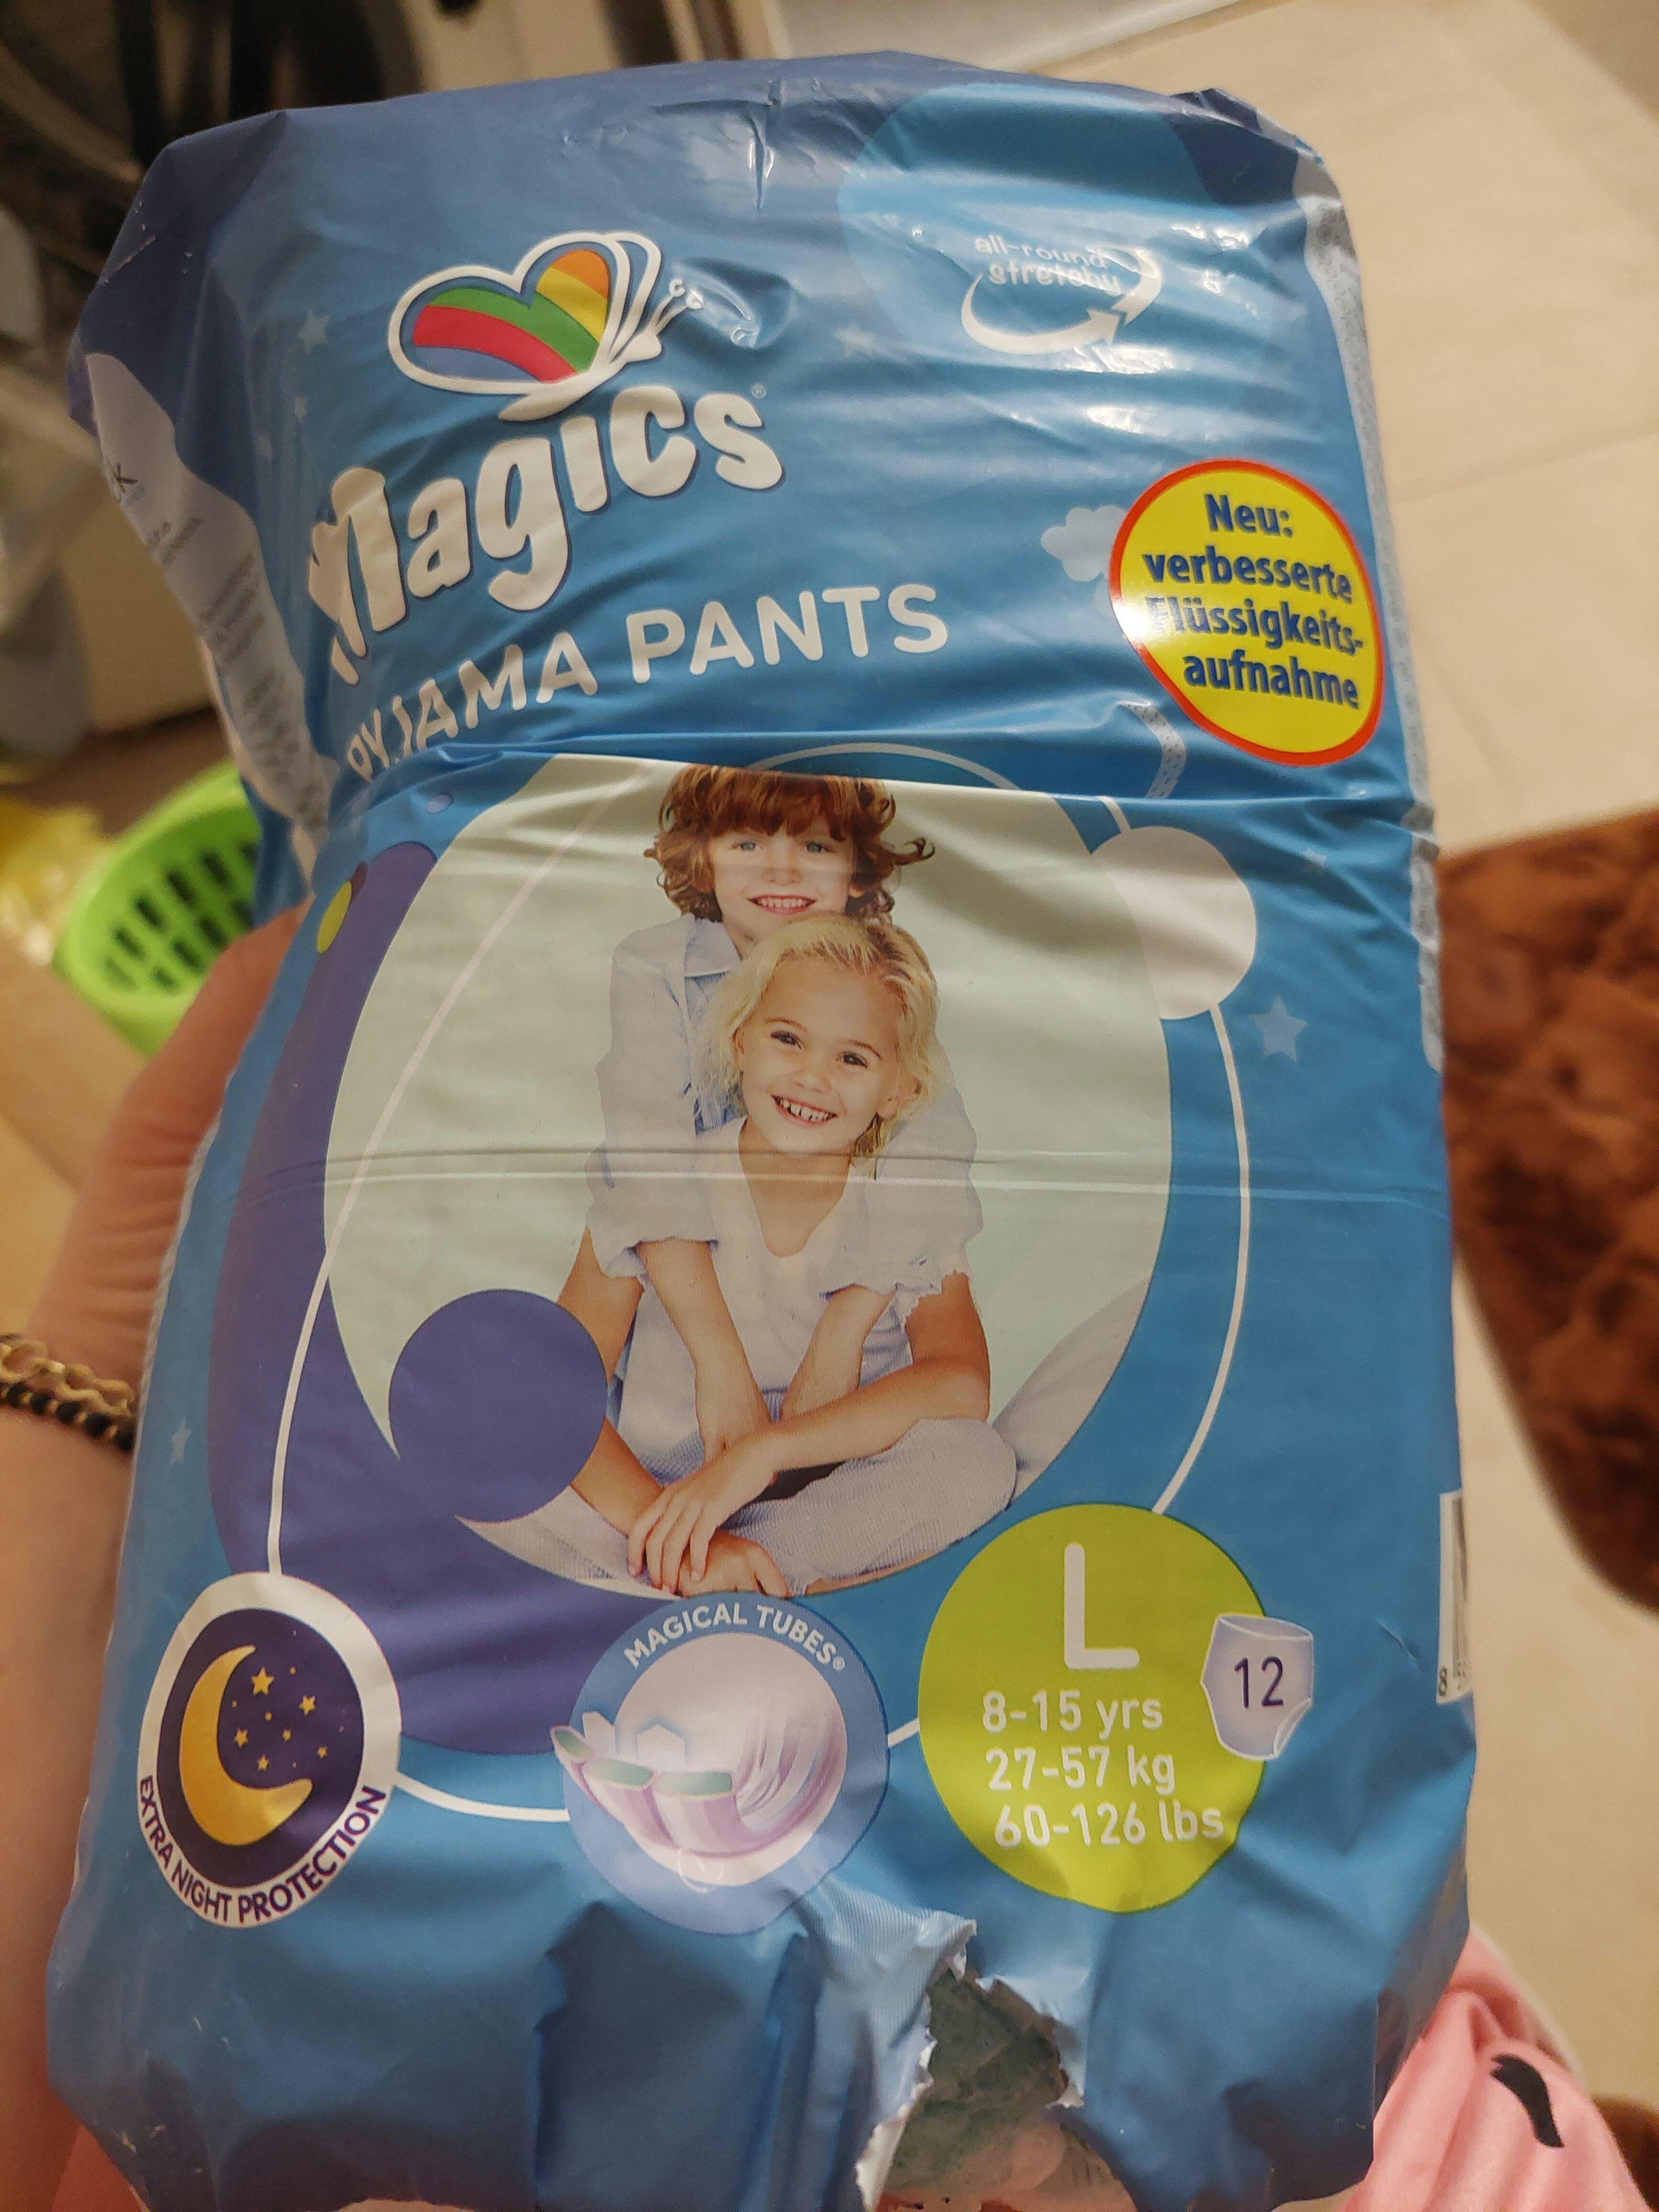 all-round
stretchy
Magics®
PYJAMA PANTS
Neu:
verbesserte
Flüssigkeits-
aufnahme
MAGICAL TUBES®
L
8-15 yrs
27-57 kg
60-126 lbs
12
EXTRA NIGHT PROTECTION
8